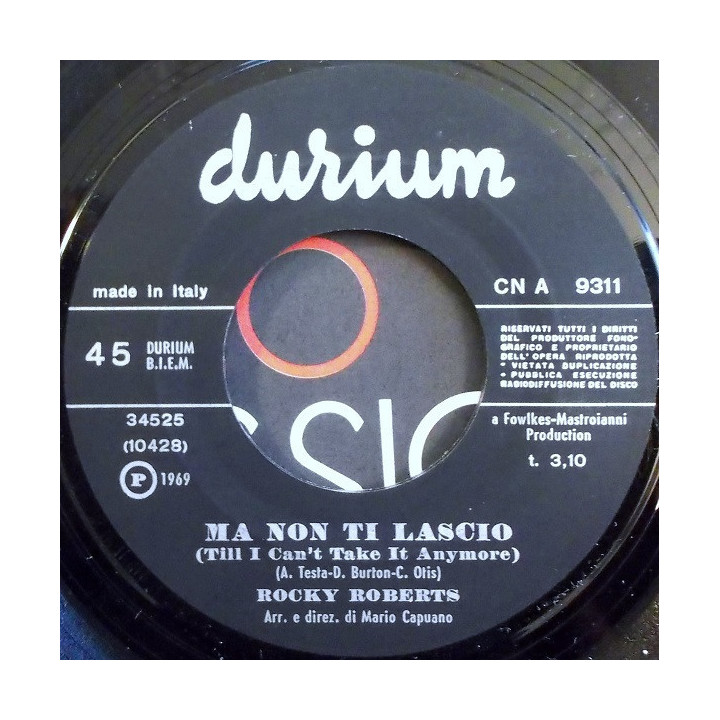 durium
made in Italy
CN A 9311
45 DURIUM
B.I.E.M.
RISERVATI TUTTI I DIRITTI
DEL PRODUTTORE FONO-
GRAFICO E PROPRIETARIO
DELL'OPERA RIPRODOTTA
• VIETATA DUPLICAZIONE
• PUBBLICA ESECUZIONE
RADIODIFFUSIONE DEL DISCO
34525
(10428)
Ⓟ 1969
a Fowlkes-Mastroianni
Production
t. 3,10
SSIC
MA NON TI LASCIO
(Till I Can't Take It Anymore)
(A. Testa-D. Burton-C. Otis)
ROCKY ROBERTS
Arr. e direz. di Mario Capuano